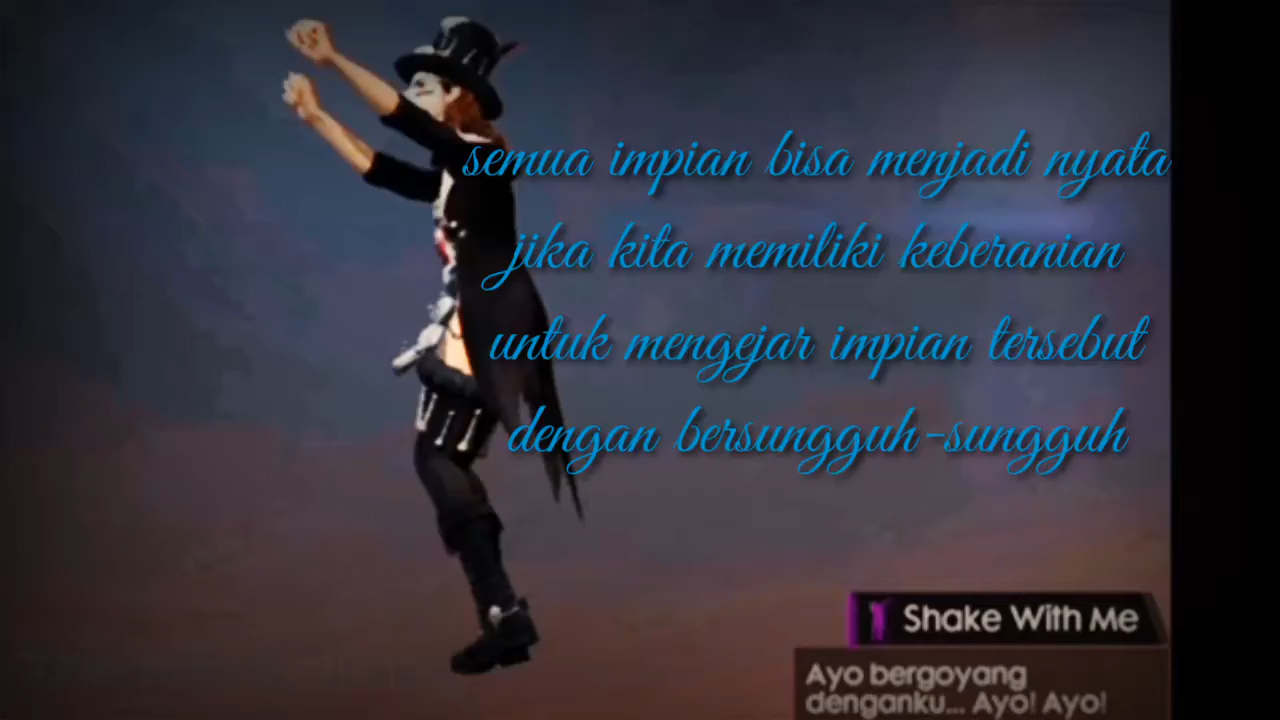 semua impian bisa menjadi nyata
jika kita memiliki keberanian
untuk mengejar impian tersebut
dengan bersungguh-sungguh
Shake With Me
Ayo bergoyang
denganku... Ayo! Ayo!